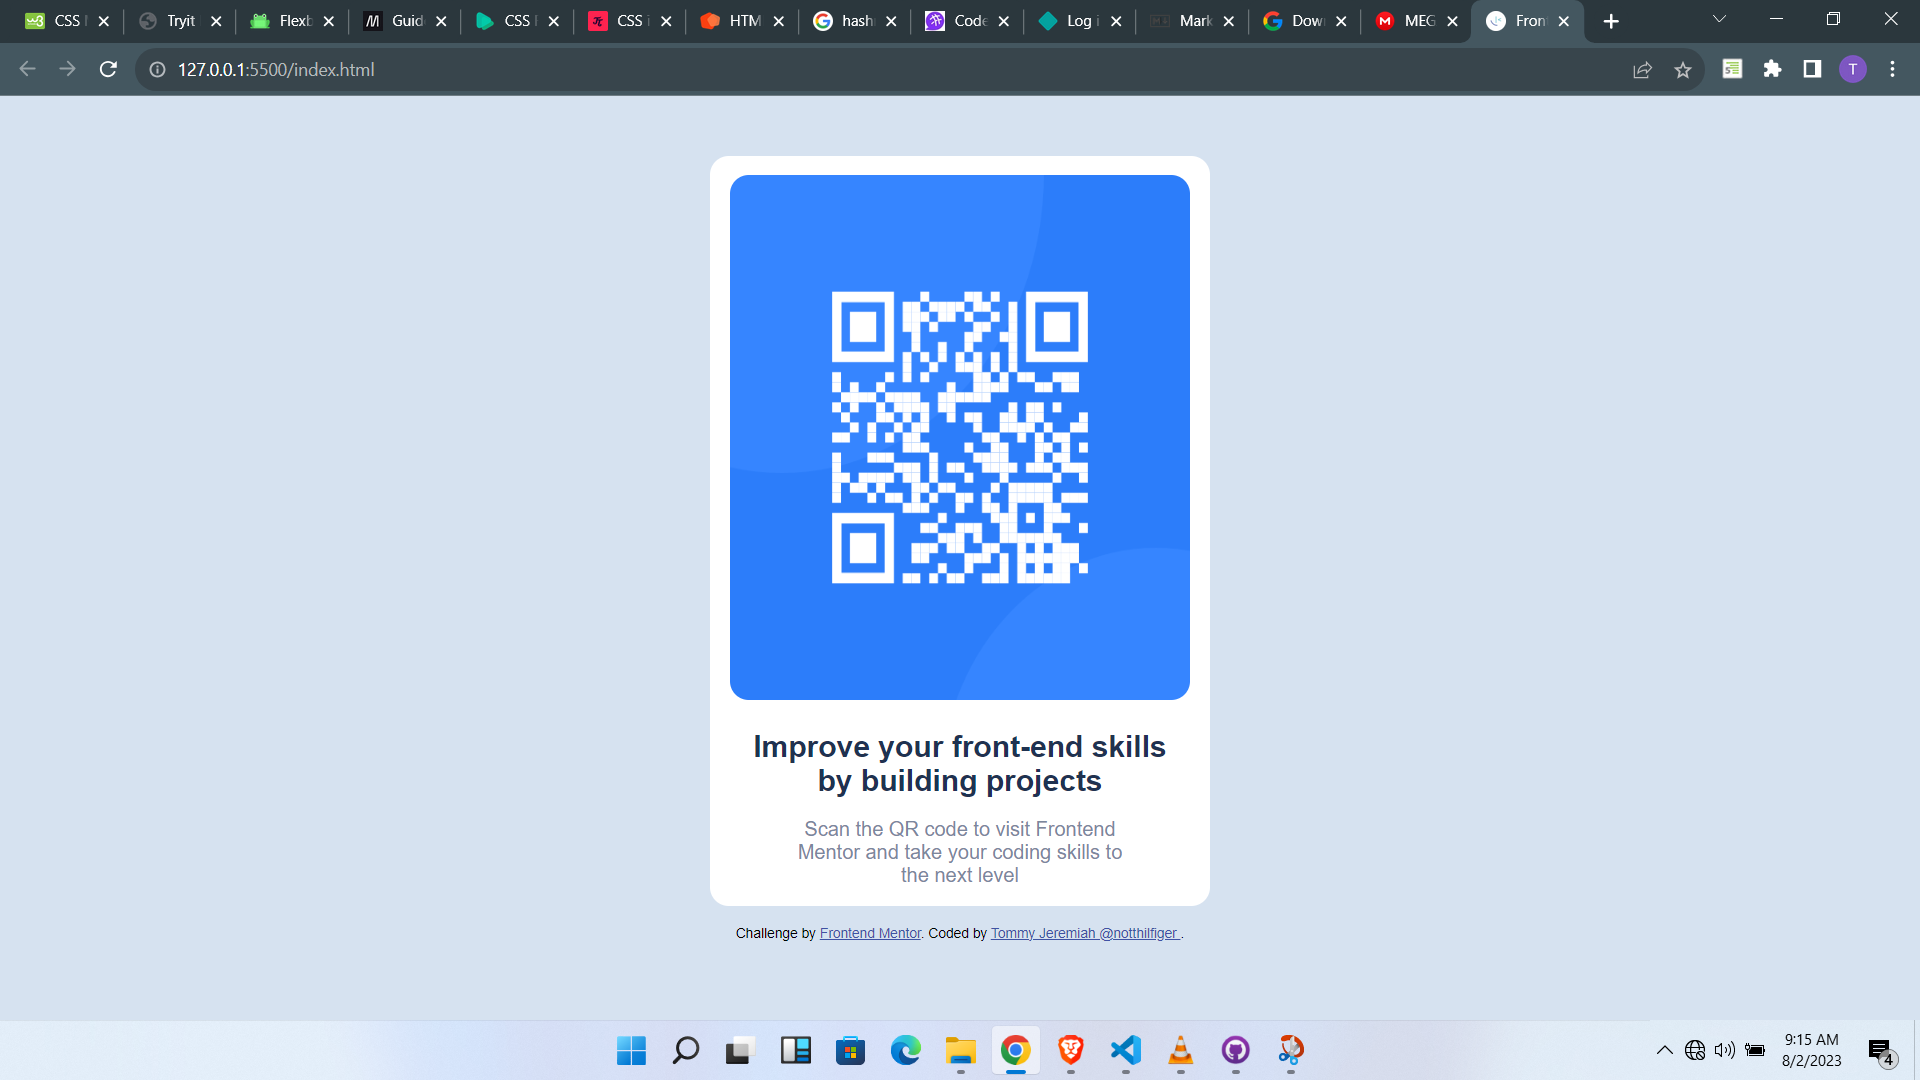 CSS
Tryit
Flexb
Guid
CSS
CSS i
HTM
hash
Code
Log i
Mark
Dow
MEG
Fron
127.0.0.1:5500/index.html
T
Improve your front-end skills
by building projects
Scan the QR code to visit Frontend
Mentor and take your coding skills to
the next level
Challenge by Frontend Mentor. Coded by Tommy Jeremiah @notthilfiger .
9:15 AM
8/2/2023
4